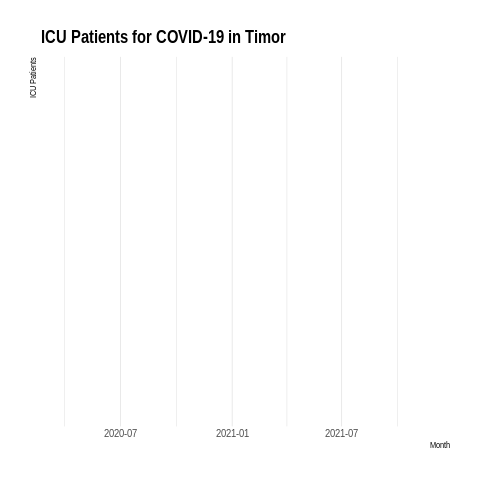 ICU Patients for COVID-19 in Timor
ICU Patients
2020-07
2021-01
2021-07
Month